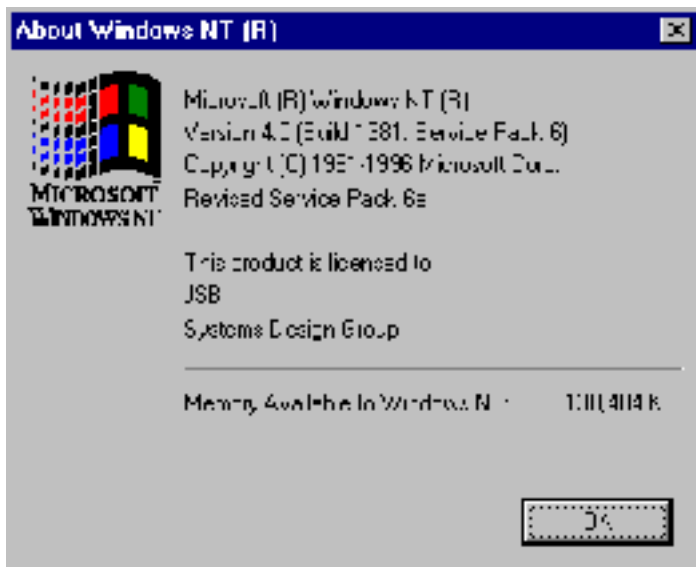 About Windows NT (R)
Microsoft (R) Windows NT (R)
Version 4.0 (Build 1381: Service Pack 6)
Copyright (C) 1981-1996 Microsoft Corp.
Revised Service Pack 6a
MICROSOFT
WINDOWS NT
This product is licensed to
Systems Design Group
Memory Available to Windows NT:
OK